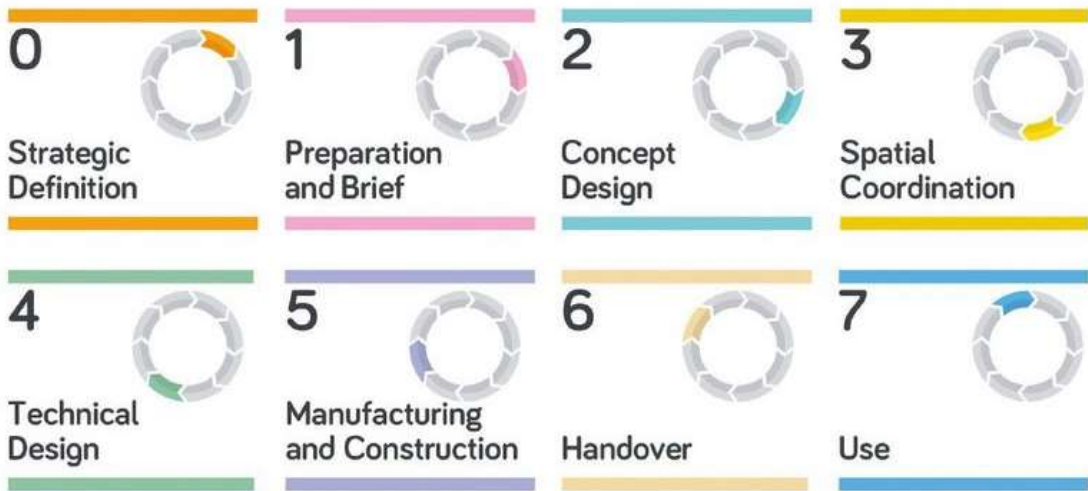 0
Strategic
Definition
1
Preparation
and Brief
2
Concept
Design
3
Spatial
Coordination
4
Technical
Design
5
Manufacturing
and Construction
6
Handover
7
Use